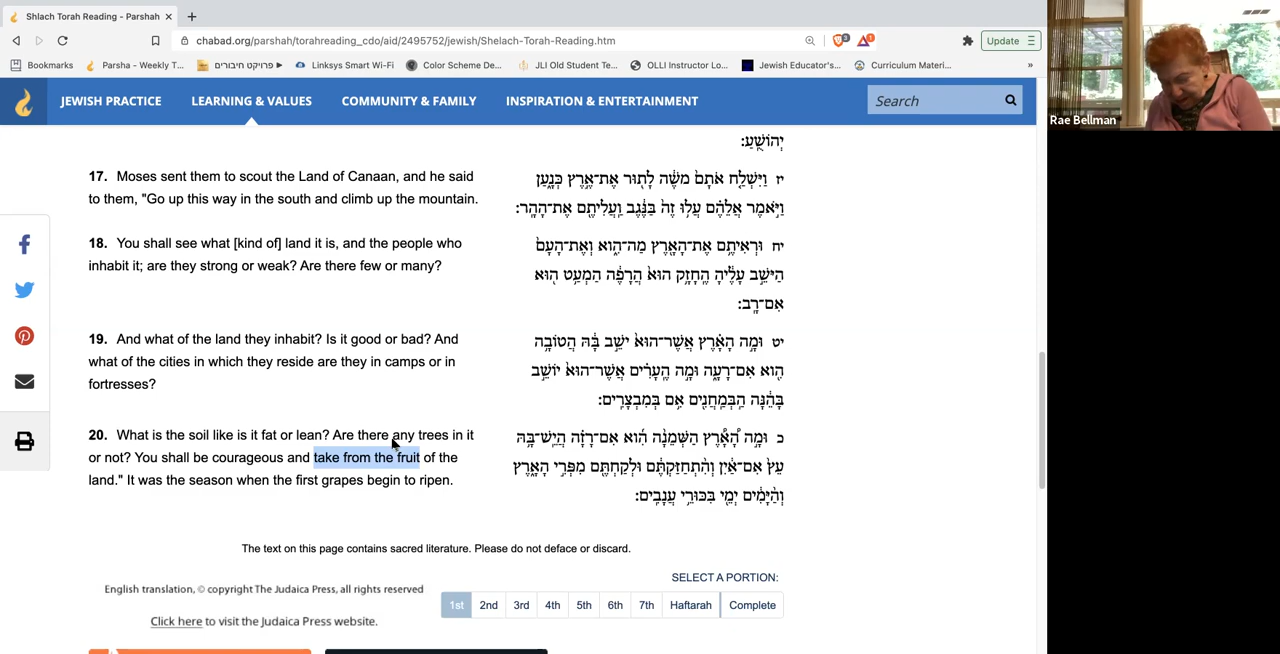 Shlach Torah Reading - Parshah
chabad.org/parshah/torahreading_cdo/aid/2495752/jewish/Shelach-Torah-Reading.htm
3
1
Update
Bookmarks
Parsha - Weekly T...
פרויקט חיבורים
Linksys Smart Wi-Fi
Color Scheme De...
JLI Old Student Te...
OLLI Instructor Lo...
Jewish Educator's...
Curriculum Materi...
»
Rae Bellman
JEWISH PRACTICE
LEARNING & VALUES
COMMUNITY & FAMILY
INSPIRATION & ENTERTAINMENT
Search
יְהוֹשֻֽׁעַ:
17. Moses sent them to scout the Land of Canaan, and he said
to them, "Go up this way in the south and climb up the mountain.
יז וַיִּשְׁלַ֤ח אֹתָם֙ משֶׁ֔ה לָת֖וּר אֶת־אֶ֣רֶץ כְּנָ֑עַן
וַיֹּ֣אמֶר אֲלֵהֶ֗ם עֲל֥וּ זֶה֙ בַּנֶּ֔גֶב וַֽעֲלִיתֶ֖ם אֶת־הָהָֽר:
18. You shall see what [kind of] land it is, and the people who
inhabit it; are they strong or weak? Are there few or many?
יח וּרְאִיתֶ֥ם אֶת־הָאָ֖רֶץ מַה־הִ֑וא וְאֶת־הָעָם֙
הַיּשֵׁ֣ב עָלֶ֔יהָ הֶֽחָזָ֥ק הוּא֙ הֲרָפֶ֔ה הַמְעַ֥ט ה֖וּא
אִם־רָֽב:
19. And what of the land they inhabit? Is it good or bad? And
what of the cities in which they reside are they in camps or in
fortresses?
יט וּמָ֣ה הָאָ֗רֶץ אֲשֶׁר־הוּא֙ ישֵׁ֣ב בָּ֔הּ הֲטוֹבָ֥ה
הִ֖וא אִם־רָעָ֑ה וּמָ֣ה הֶֽעָרִ֗ים אֲשֶׁר־הוּא֙ יוֹשֵׁ֣ב
בָּהֵ֔נָּה הַבְּמַֽחֲנִ֖ים אִ֥ם בְּמִבְצָרִֽים:
20. What is the soil like is it fat or lean? Are there any trees in it
or not? You shall be courageous and take from the fruit of the
land." It was the season when the first grapes begin to ripen.
כ וּמָ֣ה הָ֠אָ֠רֶץ הַשְּׁמֵנָ֨ה הִ֜וא אִם־רָזָ֗ה הֲיֵֽשׁ־בָּ֥הּ
עֵץ֙ אִם־אַ֔יִן וְהִ֨תְחַזַּקְתֶּ֔ם וּלְקַחְתֶּ֖ם מִפְּרִ֣י הָאָ֑רֶץ
וְהַ֨יָּמִ֔ים יְמֵ֖י בִּכּוּרֵ֥י עֲנָבִֽים:
The text on this page contains sacred literature. Please do not deface or discard.
SELECT A PORTION:
English translation, © copyright The Judaica Press, all rights reserved
1st 2nd 3rd 4th 5th 6th 7th Haftarah Complete
Click here to visit the Judaica Press website.